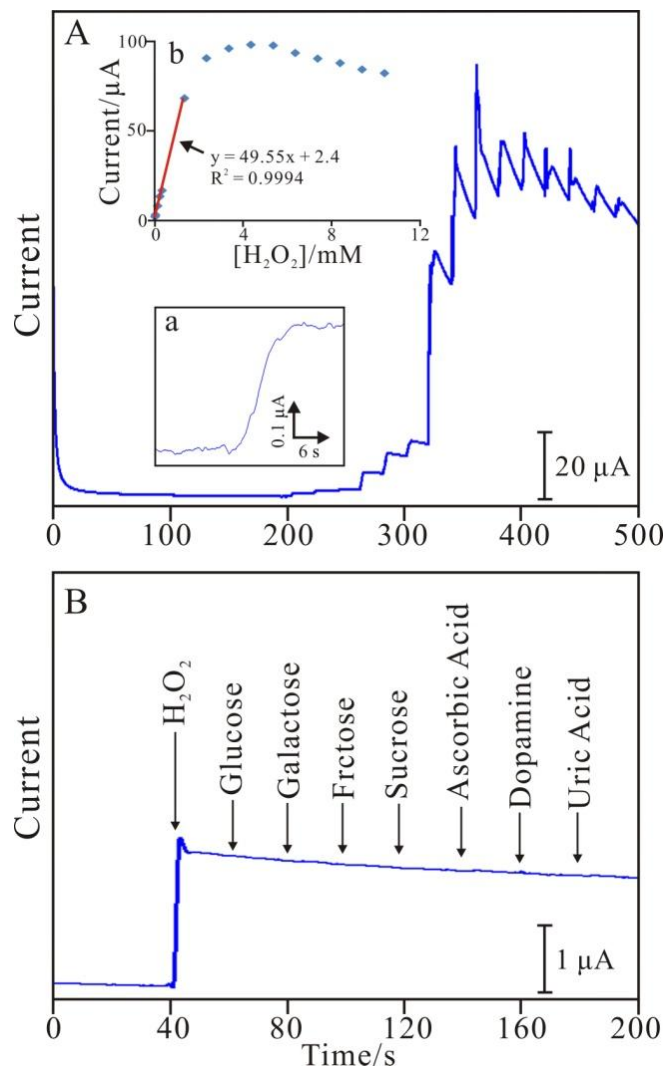 A
b
Current/μA
100
50
0
y = 49.55x + 2.4
R² = 0.9994
0 4 8 12
[H₂O₂]/mM
a
0.1 μA
6 s
20 μA
Current
0 100 200 300 400 500
B
H₂O₂
Glucose
Galactose
Frctose
Sucrose
Ascorbic Acid
Dopamine
Uric Acid
Current
1 μA
0 40 80 120 160 200
Time/s